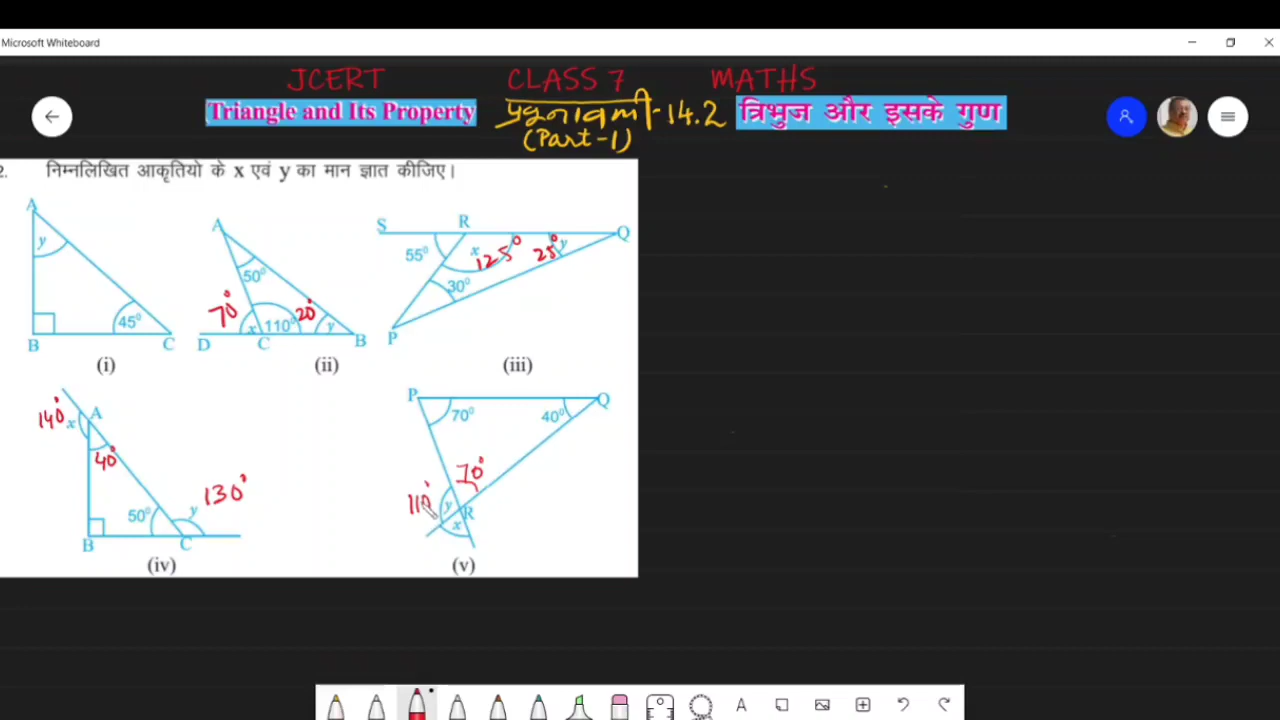 Microsoft Whiteboard
JCERT CLASS 7 MATHS
Triangle and Its Property प्रश्नावली-14.2 त्रिभुज और इसके गुण
(Part-1)
2. निम्नलिखित आकृतियो के x एवं y का मान ज्ञात कीजिए।
A
y
45°
B C
(i)
A
50°
70° 20°
x 110° y
D C B
(ii)
S R Q
55° x 125° 25° y
30°
P
(iii)
140° x A
40°
130°
50° y
B C
(iv)
P Q
70° 40°
70°
110° y R
x
(v)
A